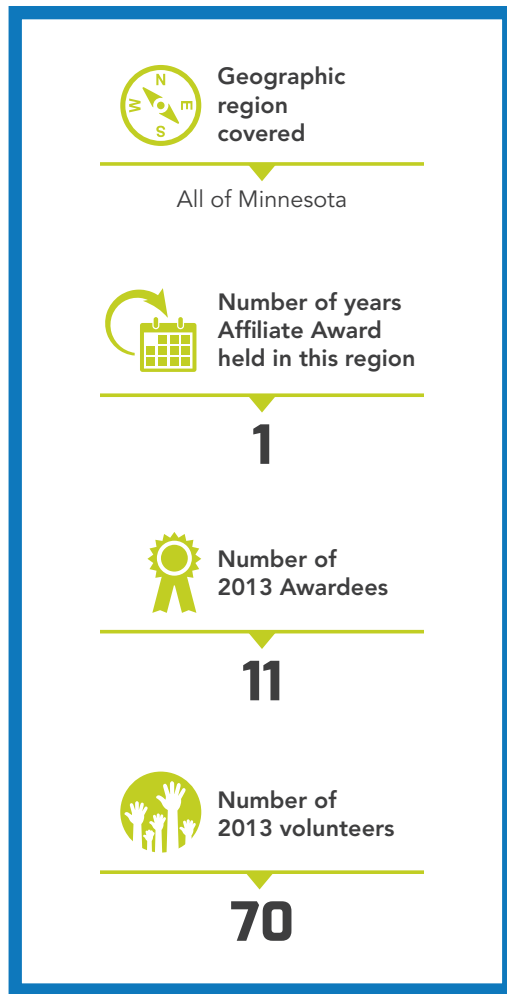 N
W
E
S
Geographic
region
covered
All of Minnesota
Number of years
Affiliate Award
held in this region
1
Number of
2013 Awardees
11
Number of
2013 volunteers
70